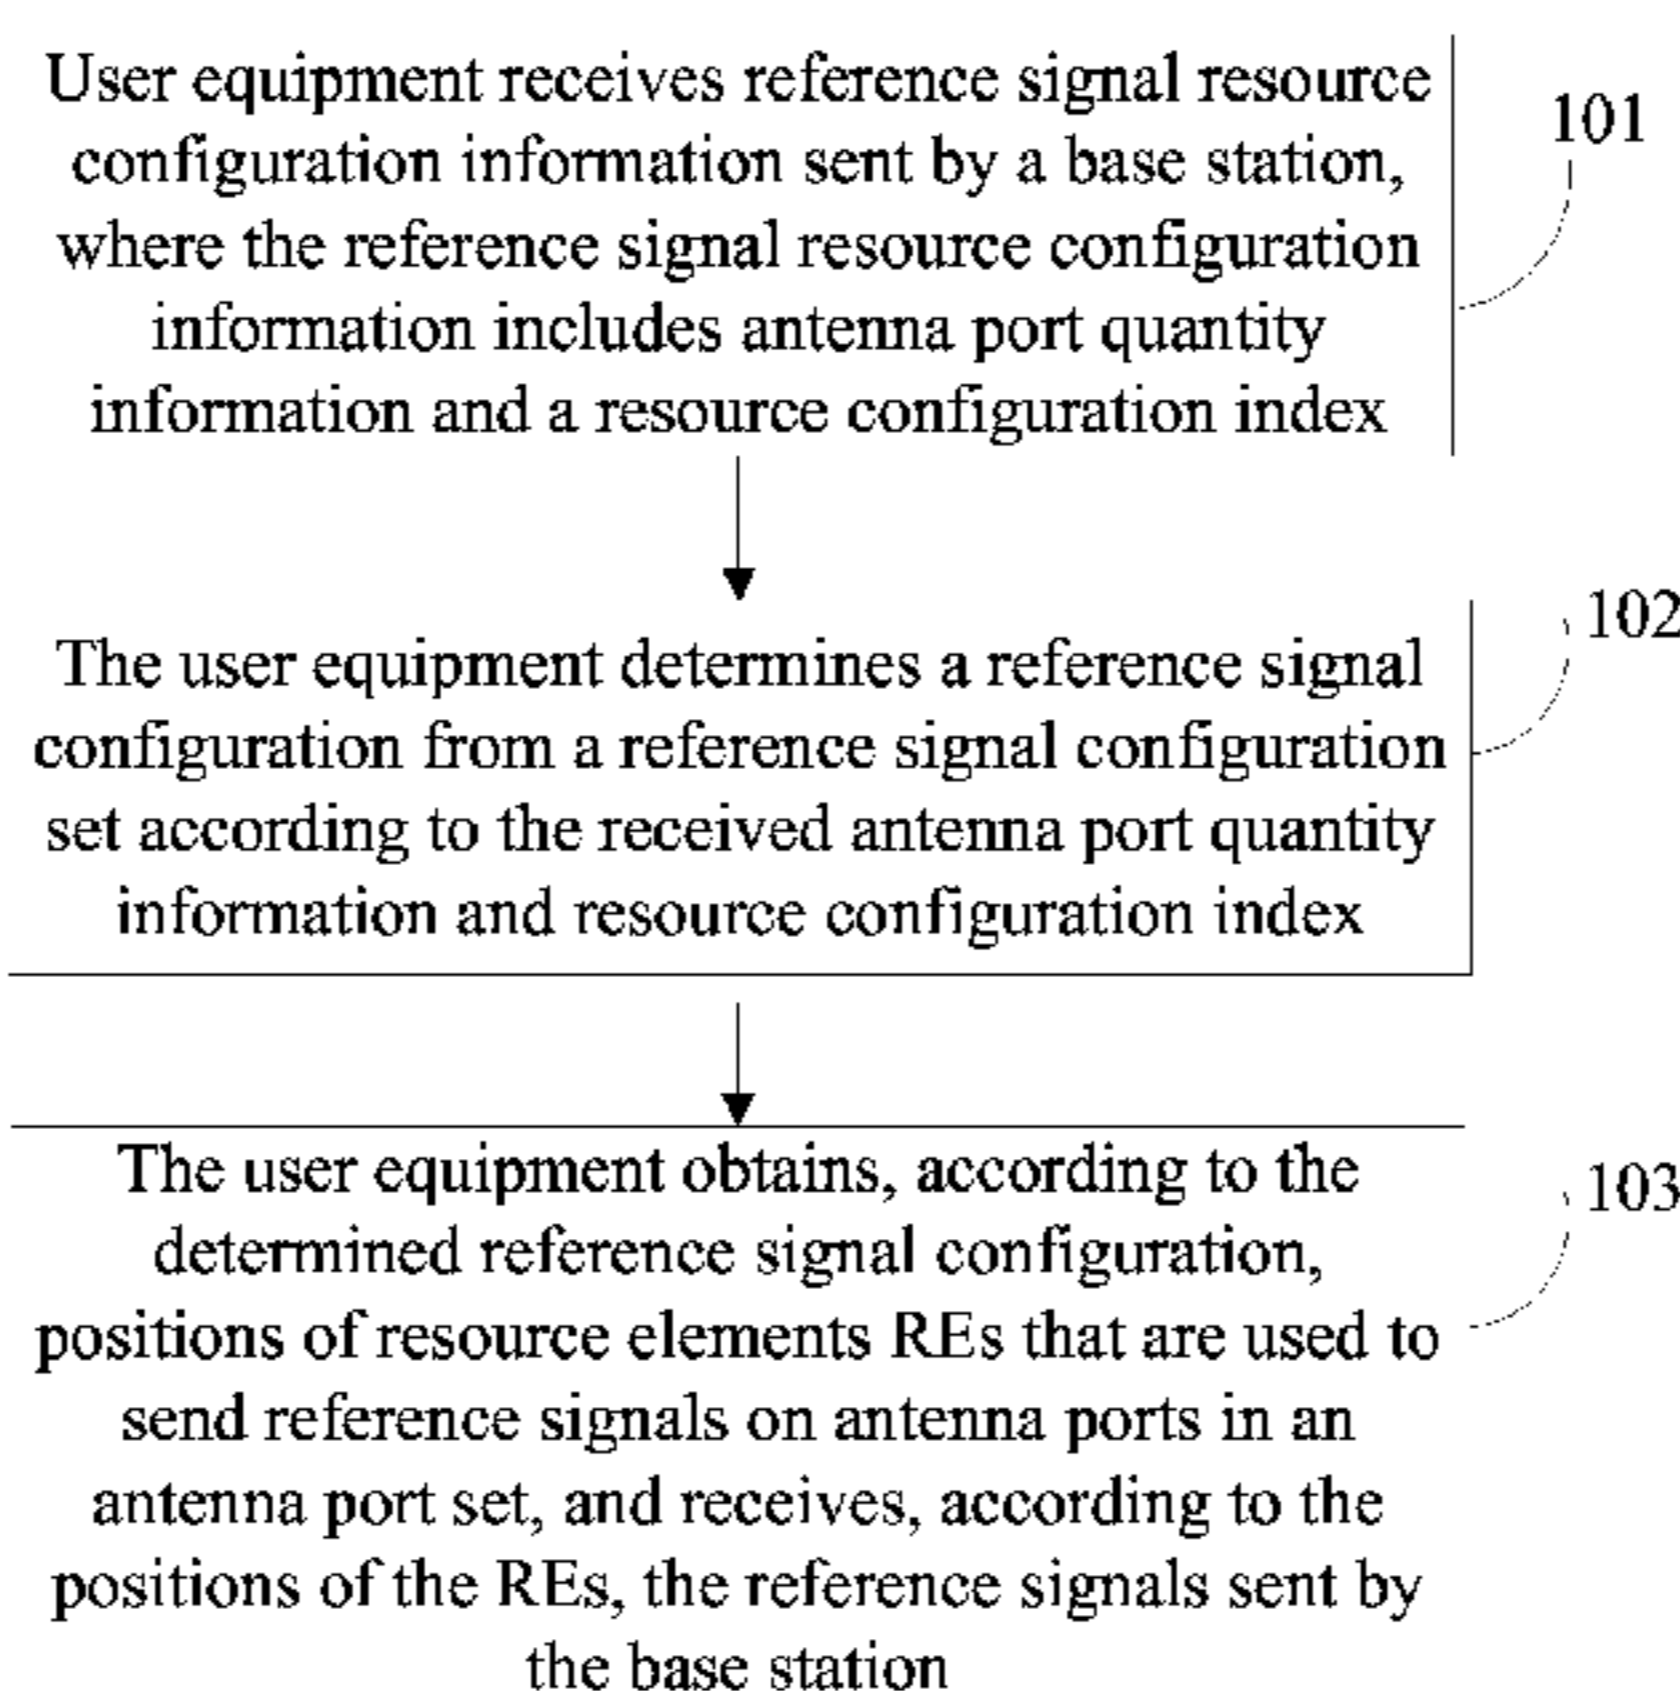 User equipment receives reference signal resource
configuration information sent by a base station,
where the reference signal resource configuration
information includes antenna port quantity
information and a resource configuration index
101
The user equipment determines a reference signal
configuration from a reference signal configuration
set according to the received antenna port quantity
information and resource configuration index
102
The user equipment obtains, according to the
determined reference signal configuration,
positions of resource elements REs that are used to
send reference signals on antenna ports in an
antenna port set, and receives, according to the
positions of the REs, the reference signals sent by
the base station
103